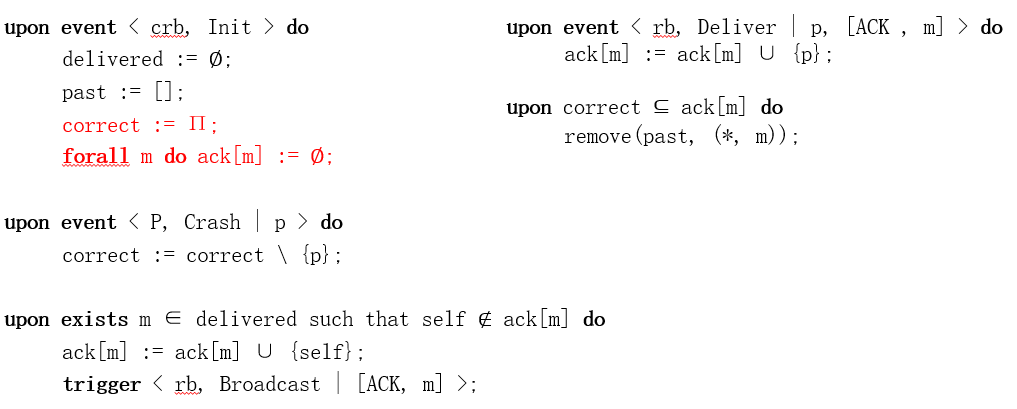 upon event < crb, Init > do
delivered := Ø;
past := [];
correct := Π;
forall m do ack[m] := Ø;
upon event < P, Crash | p > do
correct := correct \ {p};
upon exists m ∈ delivered such that self ∉ ack[m] do
ack[m] := ack[m] ∪ {self};
trigger < rb, Broadcast | [ACK, m] >;
upon event < rb, Deliver | p, [ACK , m] > do
ack[m] := ack[m] ∪ {p};
upon correct ⊆ ack[m] do
remove(past, (*, m));